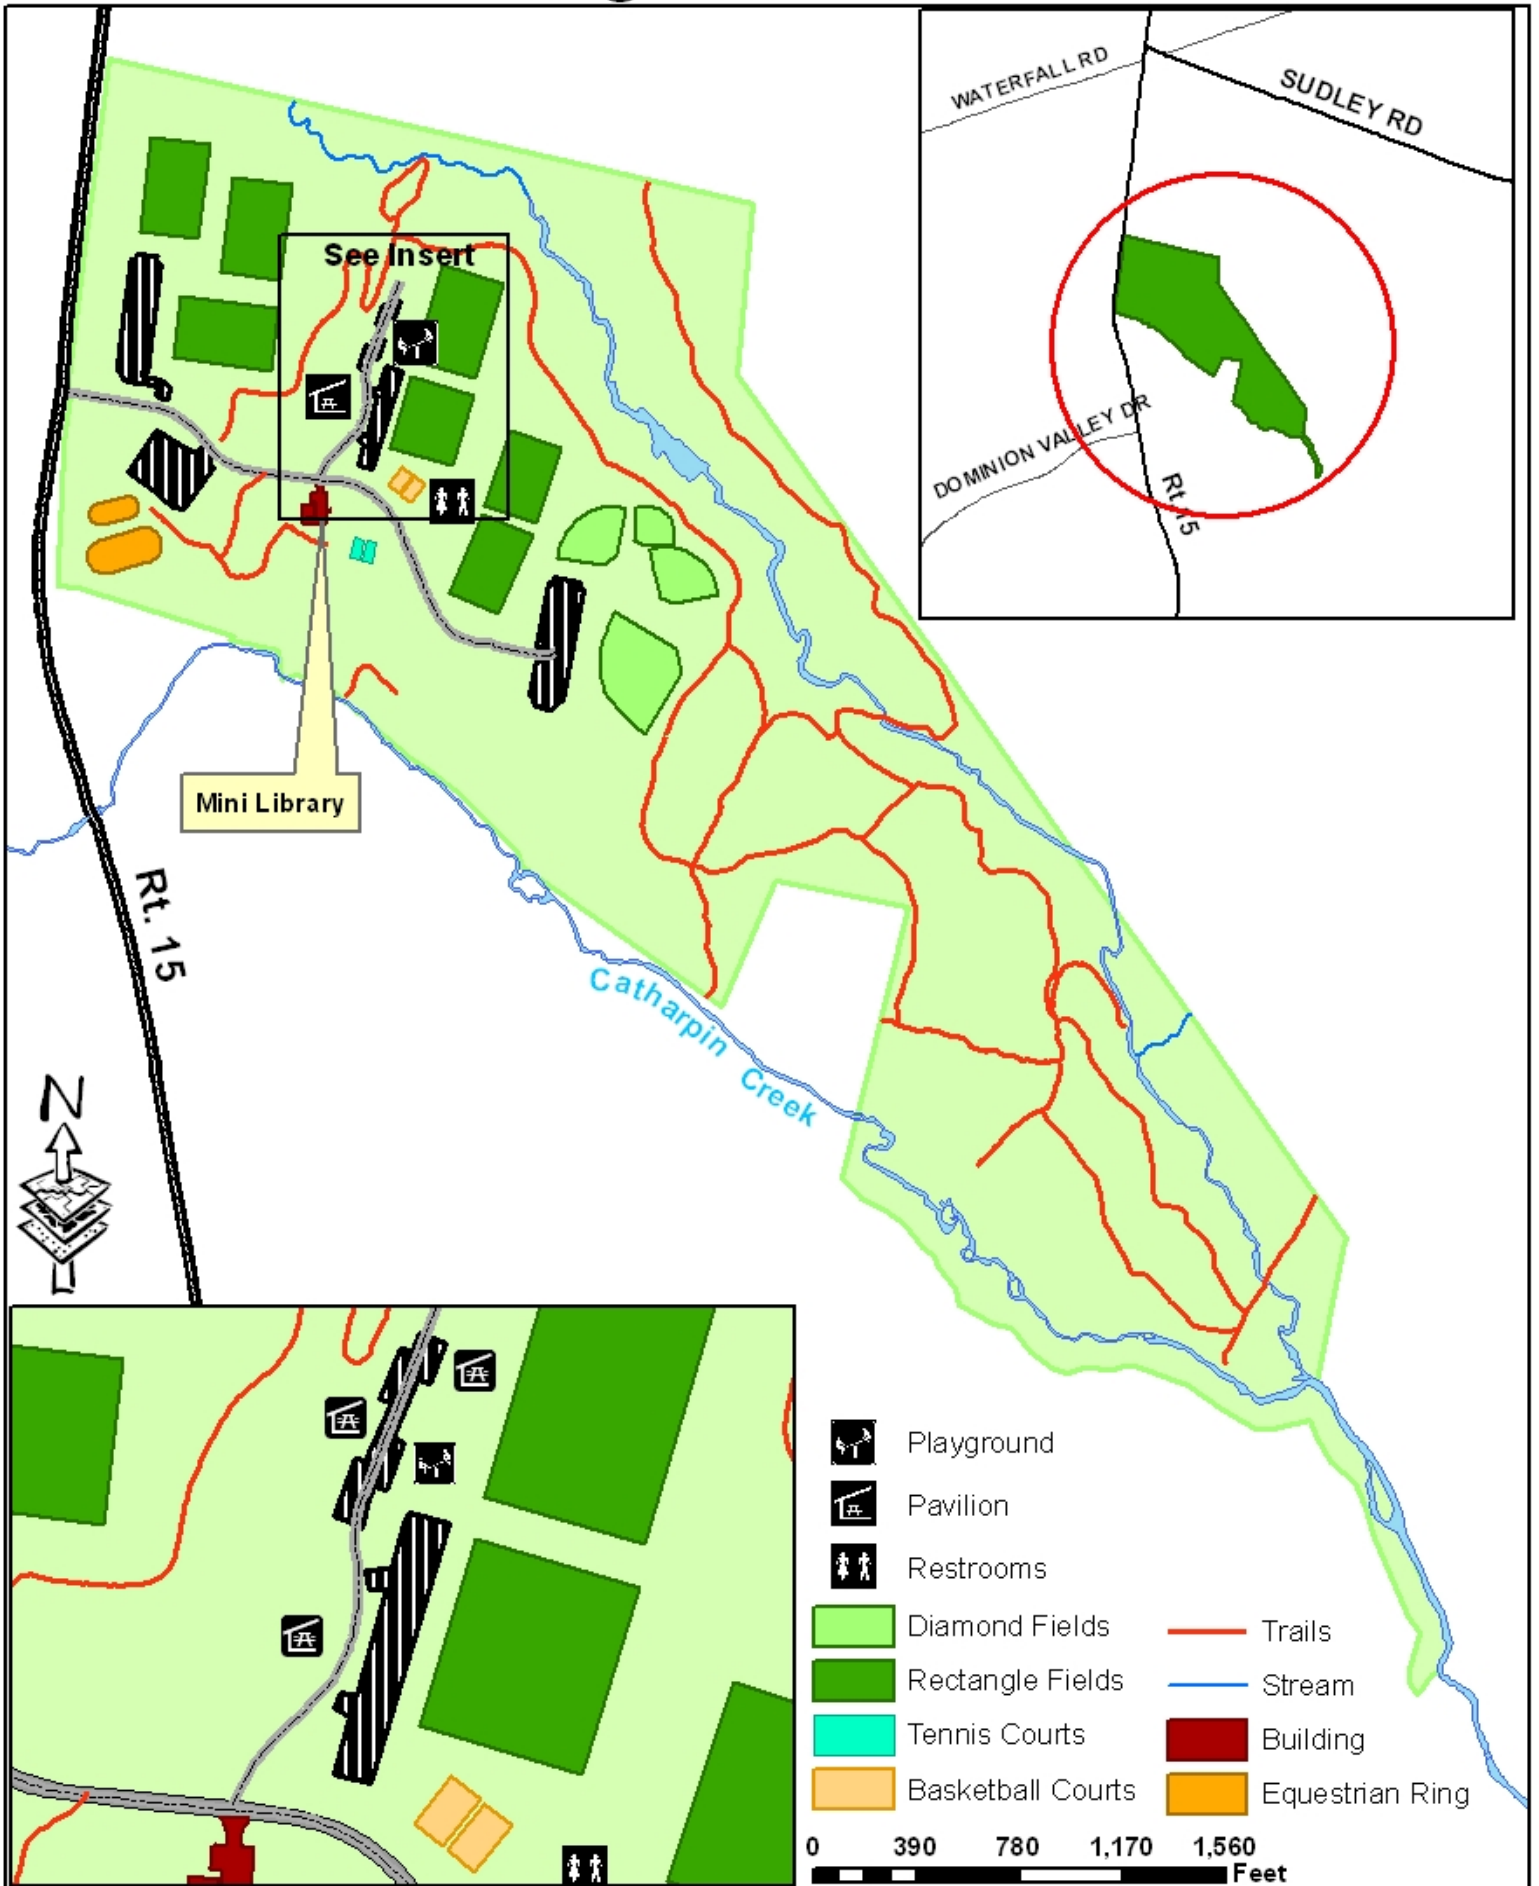 WATERFALL RD
SUDLEY RD
DOMINION VALLEY DR
Rt. 15
See Insert
Mini Library
Rt. 15
Catharpin
Creek
N
Playground
Pavilion
Restrooms
Diamond Fields
Rectangle Fields
Tennis Courts
Basketball Courts
Trails
Stream
Building
Equestrian Ring
0 390 780 1,170 1,560
Feet